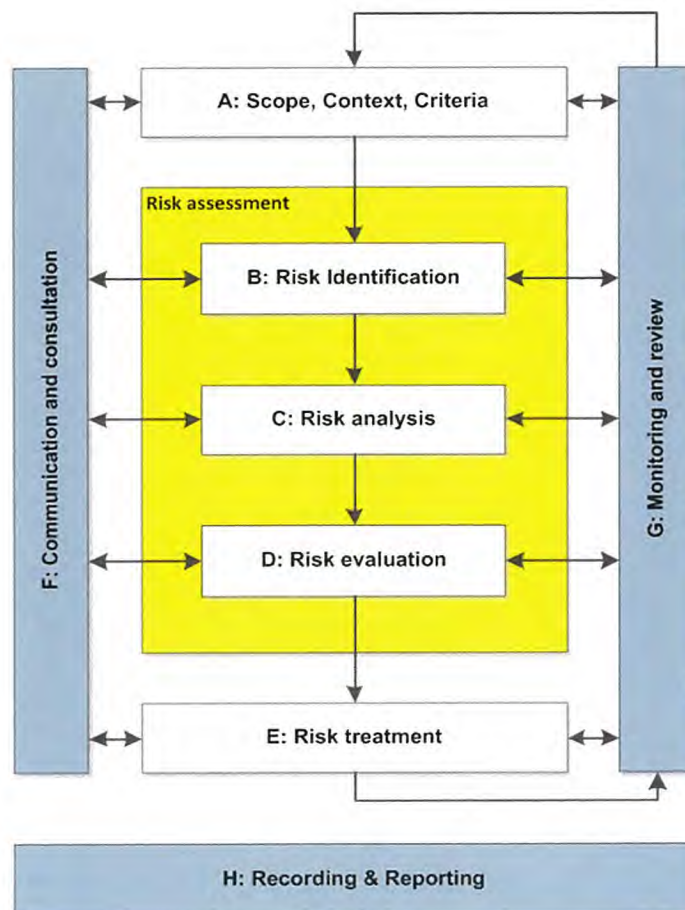 A: Scope, Context, Criteria
Risk assessment
B: Risk Identification
C: Risk analysis
D: Risk evaluation
E: Risk treatment
F: Communication and consultation
G: Monitoring and review
H: Recording & Reporting